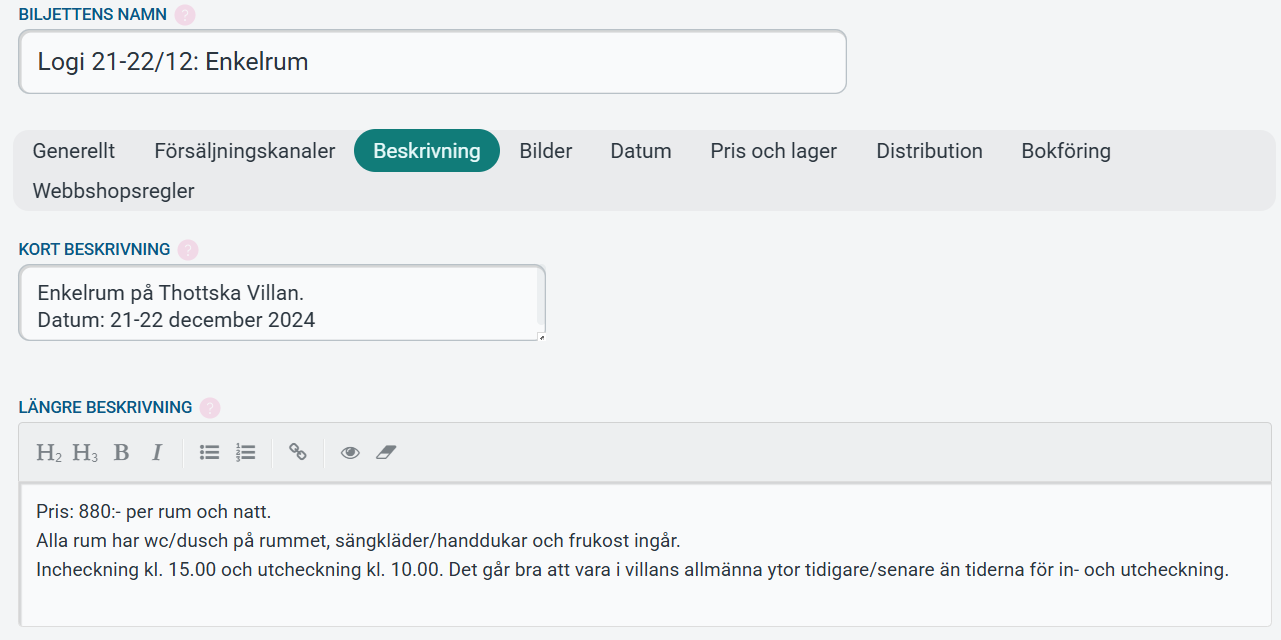 BILJETTENS NAMN ?
Logi 21-22/12: Enkelrum
Generellt Försäljningskanaler Beskrivning Bilder Datum Pris och lager Distribution Bokföring
Webbshopsregler
KORT BESKRIVNING ?
Enkelrum på Thottska Villan.
Datum: 21-22 december 2024
LÄNGRE BESKRIVNING ?
H2 H3 B I
Pris: 880:- per rum och natt.
Alla rum har wc/dusch på rummet, sängkläder/handdukar och frukost ingår.
Incheckning kl. 15.00 och utcheckning kl. 10.00. Det går bra att vara i villans allmänna ytor tidigare/senare än tiderna för in- och utcheckning.